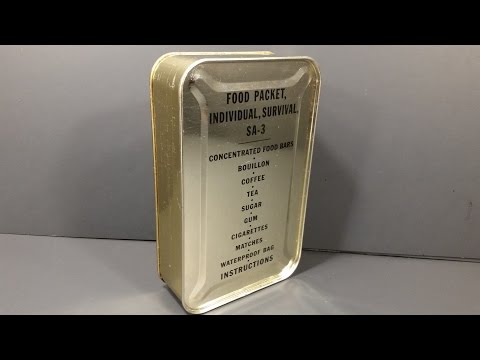 FOOD PACKET,
INDIVIDUAL, SURVIVAL,
SA-3
CONCENTRATED FOOD BARS
BOUILLON
COFFEE
TEA
SUGAR
GUM
CIGARETTES
MATCHES
WATERPROOF BAG
INSTRUCTIONS